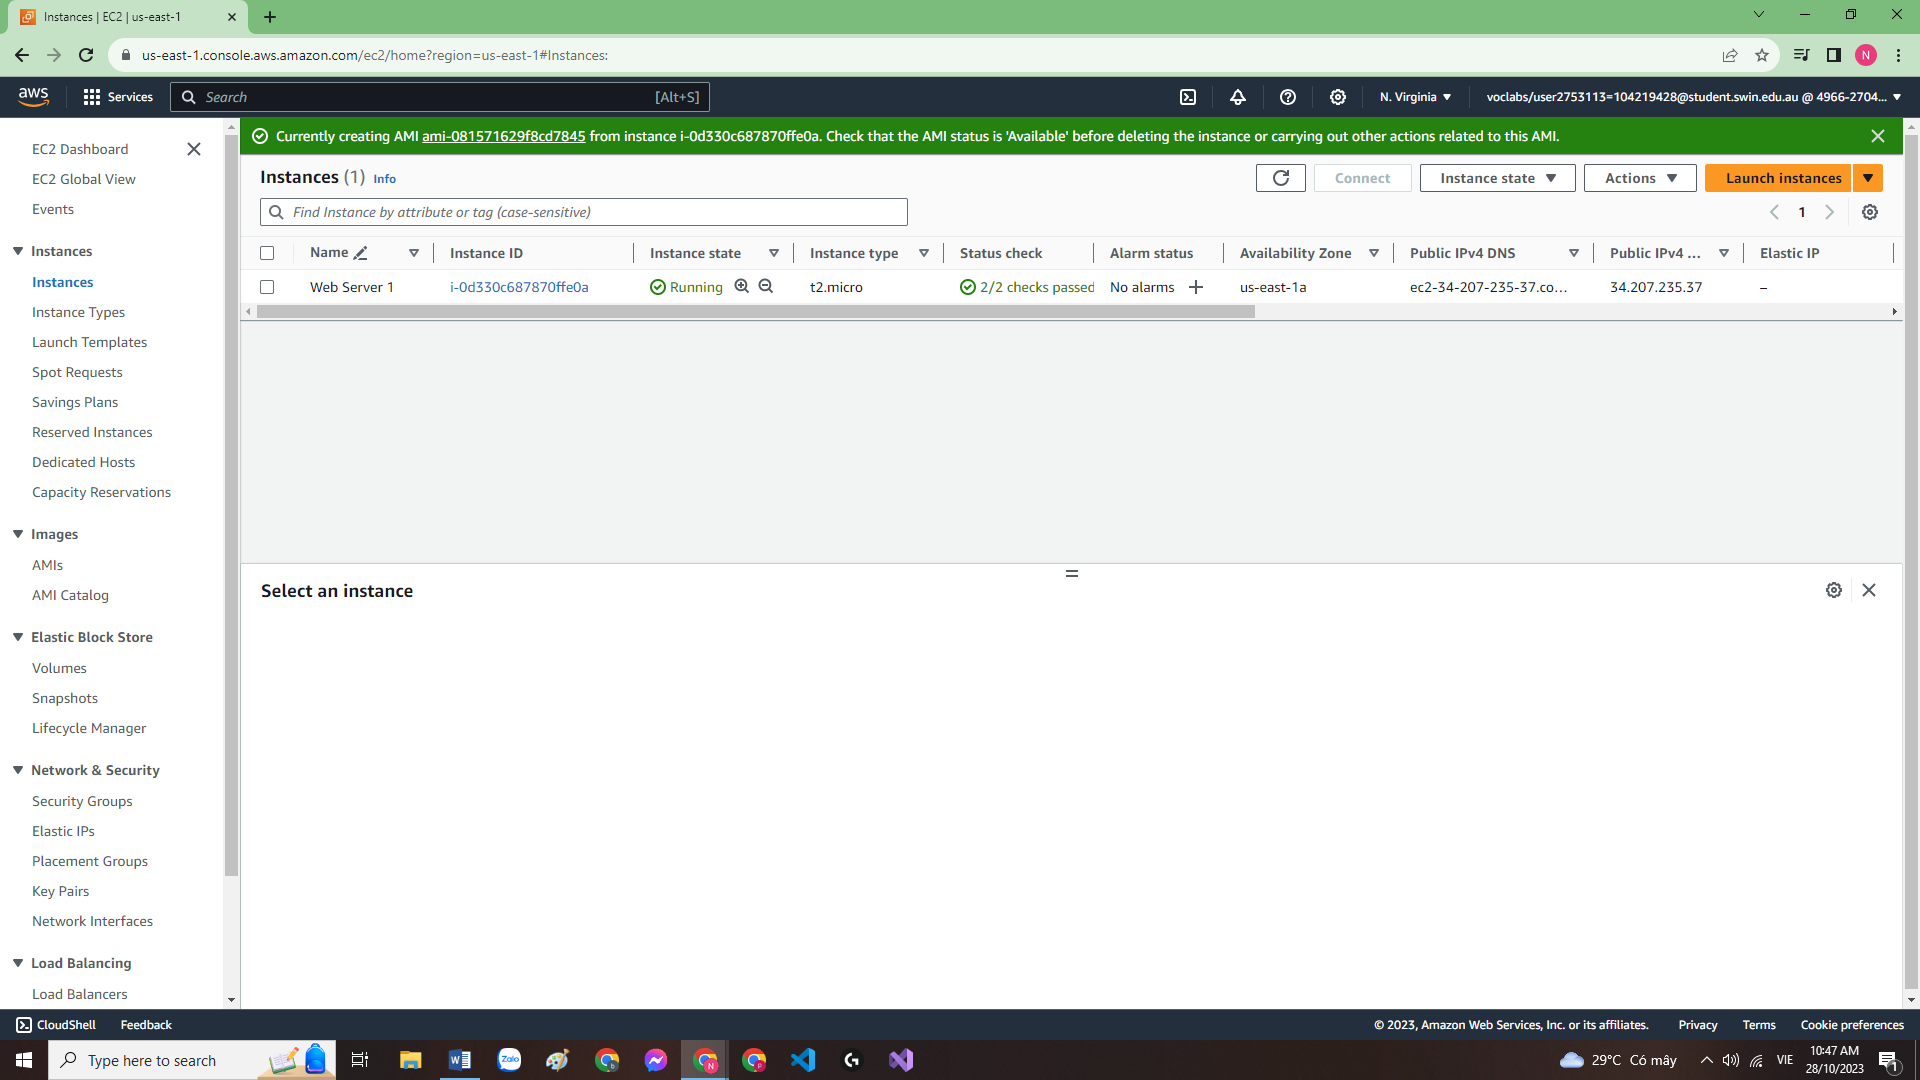 Instances | EC2 | us-east-1
us-east-1.console.aws.amazon.com/ec2/home?region=us-east-1#Instances:
N
aws
Services
Search
[Alt+S]
N. Virginia
voclabs/user2753113=104219428@student.swin.edu.au @ 4966-2704...
Currently creating AMI ami-081571629f8cd7845 from instance i-0d330c687870ffe0a. Check that the AMI status is 'Available' before deleting the instance or carrying out other actions related to this AMI.
EC2 Dashboard
EC2 Global View
Events
Instances
Instances
Instance Types
Launch Templates
Spot Requests
Savings Plans
Reserved Instances
Dedicated Hosts
Capacity Reservations
Images
AMIs
AMI Catalog
Elastic Block Store
Volumes
Snapshots
Lifecycle Manager
Network & Security
Security Groups
Elastic IPs
Placement Groups
Key Pairs
Network Interfaces
Load Balancing
Load Balancers
Instances (1) Info
Connect
Instance state
Actions
Launch instances
Find Instance by attribute or tag (case-sensitive)
1
Name
Instance ID
Instance state
Instance type
Status check
Alarm status
Availability Zone
Public IPv4 DNS
Public IPv4 ...
Elastic IP
Web Server 1
i-0d330c687870ffe0a
Running
t2.micro
2/2 checks passed
No alarms
us-east-1a
ec2-34-207-235-37.co...
34.207.235.37
–
Select an instance
CloudShell
Feedback
© 2023, Amazon Web Services, Inc. or its affiliates.
Privacy
Terms
Cookie preferences
Type here to search
Zalo
29°C Có mây
VIE
10:47 AM
28/10/2023
1